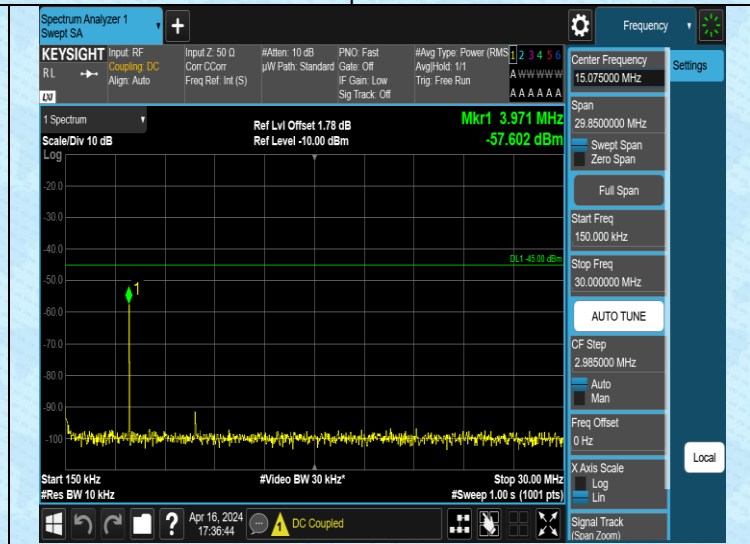 Spectrum Analyzer 1
Swept SA
+
Frequency
KEYSIGHT
RL
LXI
Input: RF
Coupling: DC
Align: Auto
Input Z: 50 Ω
Corr CCorr
Freq Ref: Int (S)
#Atten: 10 dB
µW Path: Standard
PNO: Fast
Gate: Off
IF Gain: Low
Sig Track: Off
#Avg Type: Power (RMS
Avg|Hold: 1/1
Trig: Free Run
1 2 3 4 5 6
A W W W W W
A A A A A A
1 Spectrum
Scale/Div 10 dB
Log
Ref Lvl Offset 1.78 dB
Ref Level -10.00 dBm
Mkr1 3.971 MHz
-57.602 dBm
-20.0
-30.0
-40.0
DL1 -45.00 dBm
-50.0
1
-60.0
-70.0
-80.0
-90.0
-100
Start 150 kHz
#Res BW 10 kHz
#Video BW 30 kHz*
Stop 30.00 MHz
#Sweep 1.00 s (1001 pts)
?
Apr 16, 2024
17:36:44
DC Coupled
Center Frequency
15.075000 MHz
Settings
Span
29.8500000 MHz
Swept Span
Zero Span
Full Span
Start Freq
150.000 kHz
Stop Freq
30.000000 MHz
AUTO TUNE
CF Step
2.985000 MHz
Auto
Man
Freq Offset
0 Hz
X Axis Scale
Log
Lin
Local
Signal Track
(Span Zoom)